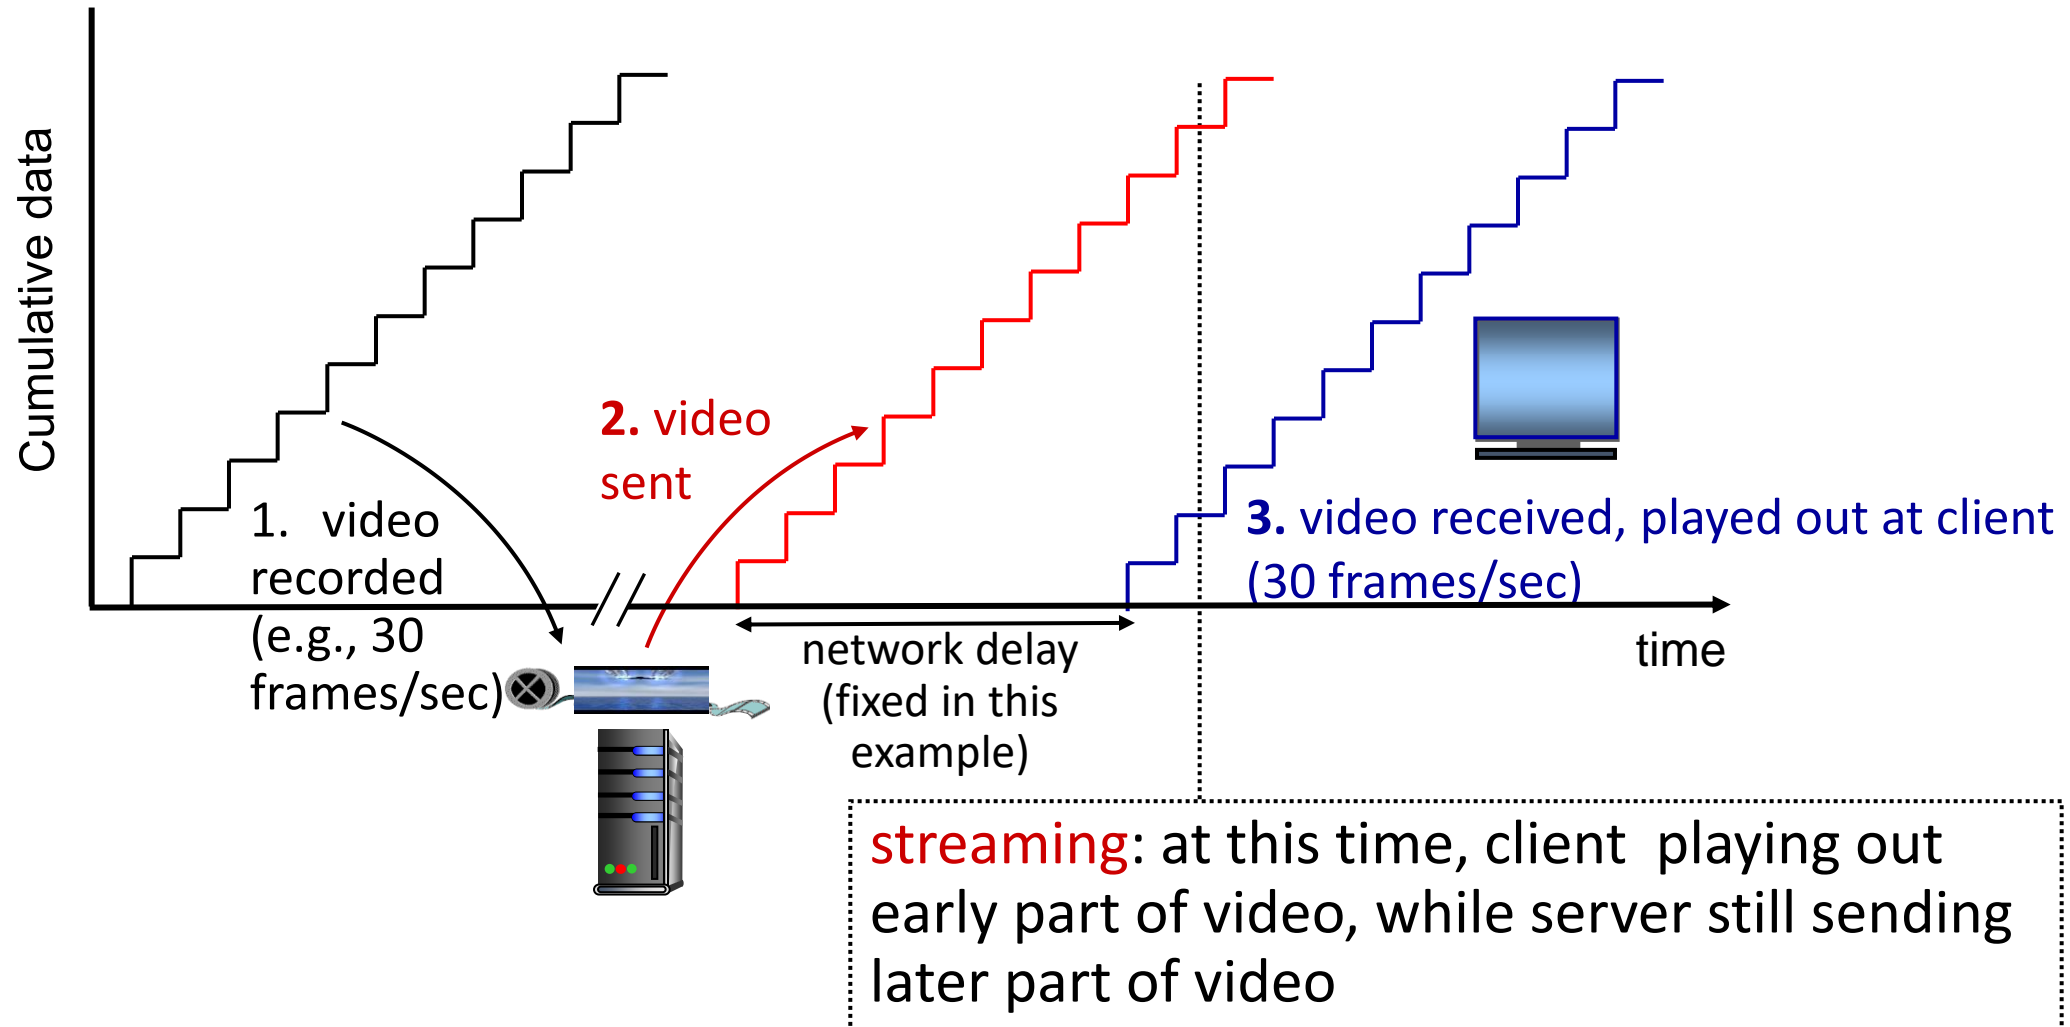 Cumulative data
1. video
recorded
(e.g., 30
frames/sec)
2. video
sent
3. video received, played out at client
(30 frames/sec)
network delay
(fixed in this
example)
time
streaming: at this time, client playing out
early part of video, while server still sending
later part of video